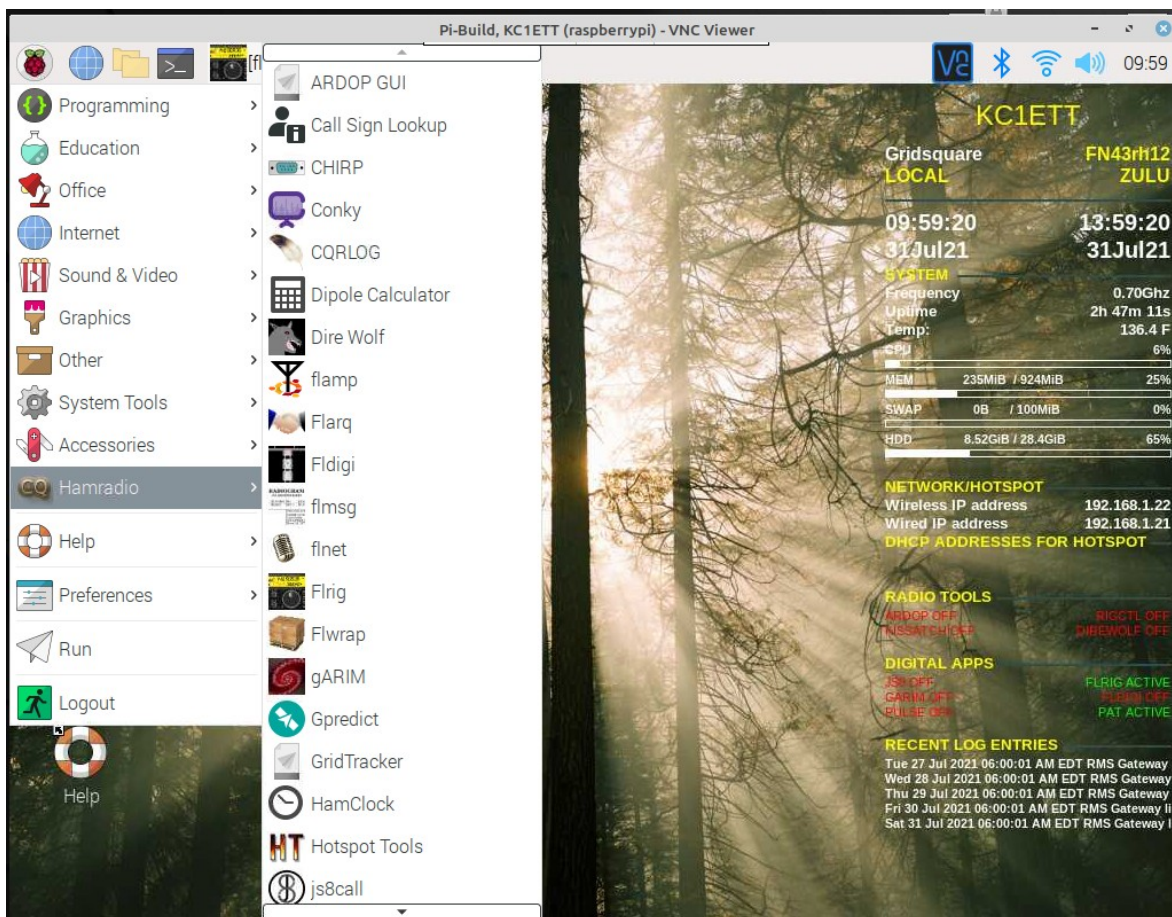 Pi-Build, KC1ETT (raspberrypi) - VNC Viewer
[fl
09:59
Programming
Education
Office
Internet
Sound & Video
Graphics
Other
System Tools
Accessories
Hamradio
Help
Preferences
Run
Logout
Help
ARDOP GUI
Call Sign Lookup
CHIRP
Conky
CQRLOG
Dipole Calculator
Dire Wolf
flamp
Flarq
Fldigi
flmsg
flnet
Flrig
Flwrap
gARIM
Gpredict
GridTracker
HamClock
HT Hotspot Tools
js8call
KC1ETT
Gridsquare FN43rh12
LOCAL ZULU
09:59:20 13:59:20
31Jul21 31Jul21
SYSTEM
Frequency 0.70Ghz
Uptime 2h 47m 11s
Temp: 136.4 F
CPU 6%
MEM 235MiB / 924MiB 25%
SWAP 0B / 100MiB 0%
HDD 8.52GiB / 28.4GiB 65%
NETWORK/HOTSPOT
Wireless IP address 192.168.1.22
Wired IP address 192.168.1.21
DHCP ADDRESSES FOR HOTSPOT
RADIO TOOLS
ARDOP OFF RIGCTL OFF
DIREWOLF OFF
DIGITAL APPS
JS8 OFF FLRIG ACTIVE
GARIM OFF FLDIGI OFF
PULSE OFF PAT ACTIVE
RECENT LOG ENTRIES
Tue 27 Jul 2021 06:00:01 AM EDT RMS Gateway
Wed 28 Jul 2021 06:00:01 AM EDT RMS Gateway
Thu 29 Jul 2021 06:00:01 AM EDT RMS Gateway
Fri 30 Jul 2021 06:00:01 AM EDT RMS Gateway li
Sat 31 Jul 2021 06:00:01 AM EDT RMS Gateway l